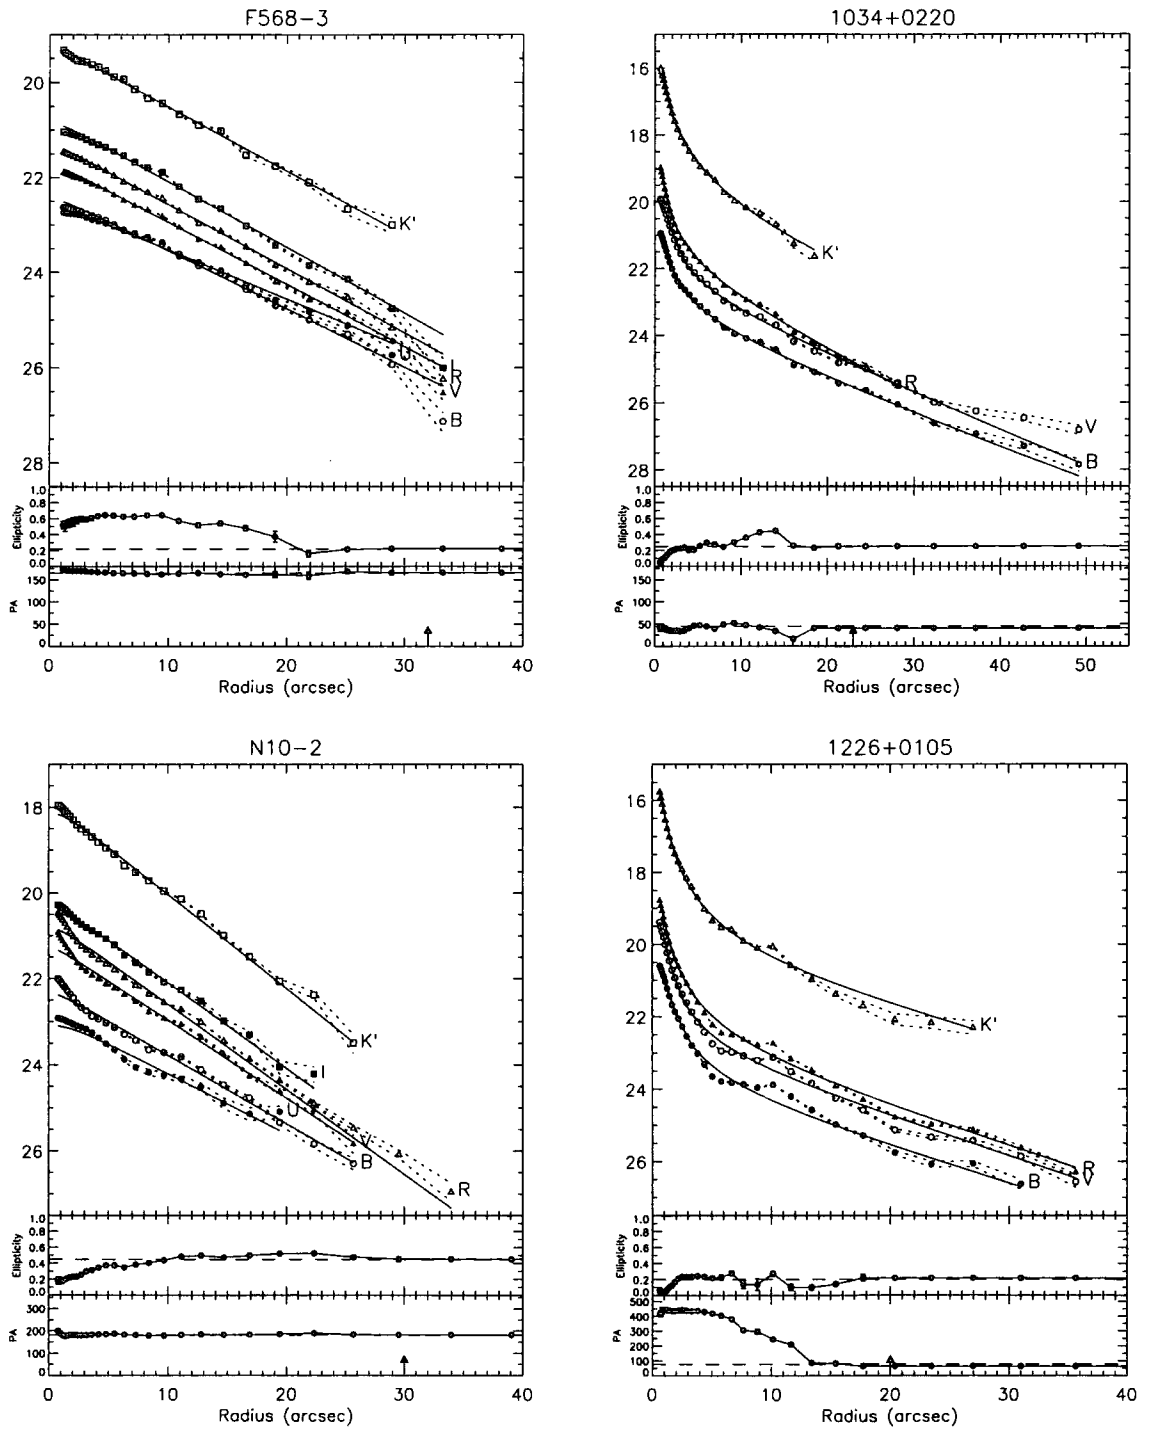 F568-3
20
22
24
26
28
K'
U
I
R
V
B
1.0
0.8
0.6
0.4
0.2
0.0
Ellipticity
150
100
50
0
PA
0 10 20 30 40
Radius (arcsec)
1034+0220
16
18
20
22
24
26
28
K'
R
V
B
1.0
0.8
0.6
0.4
0.2
0.0
Ellipticity
150
100
50
0
PA
0 10 20 30 40 50
Radius (arcsec)
N10-2
18
20
22
24
26
K'
I
U
V
B
R
1.0
0.8
0.6
0.4
0.2
0.0
Ellipticity
300
200
100
0
PA
0 10 20 30 40
Radius (arcsec)
1226+0105
16
18
20
22
24
26
K'
B
R
V
1.0
0.8
0.6
0.4
0.2
0.0
Ellipticity
500
400
300
200
100
0
PA
0 10 20 30 40
Radius (arcsec)